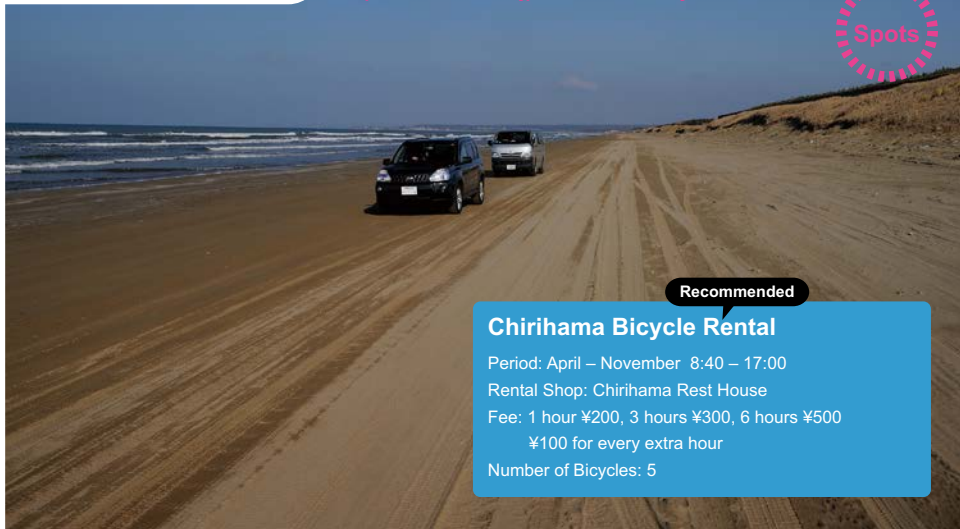 Spots
Recommended
Chirihama Bicycle Rental
Period: April – November  8:40 – 17:00
Rental Shop: Chirihama Rest House
Fee: 1 hour ¥200, 3 hours ¥300, 6 hours ¥500
¥100 for every extra hour
Number of Bicycles: 5